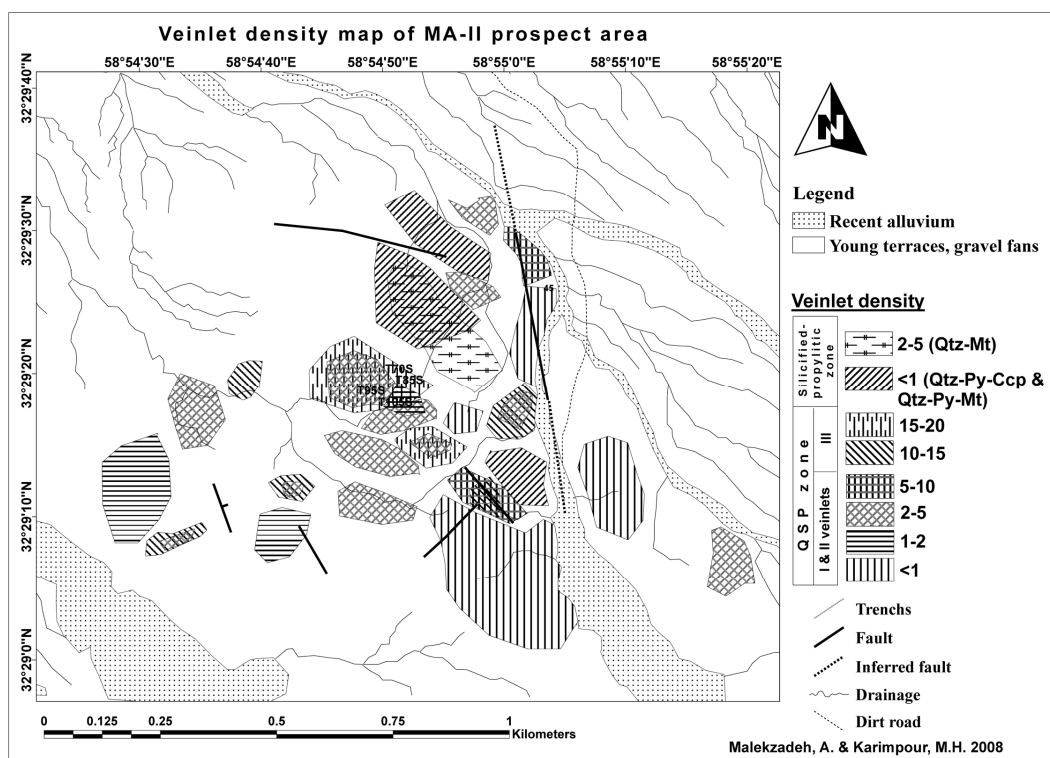 Veinlet density map of MA-II prospect area
58°54'30"E 58°54'40"E 58°54'50"E 58°55'0"E 58°55'10"E 58°55'20"E
32°29'40"N
32°29'30"N
32°29'20"N
32°29'10"N
32°29'0"N
45
T70S
T85S
T95S
N
Legend
Recent alluvium
Young terraces, gravel fans
Veinlet density
Silicified-
propylitic
zone
2-5 (Qtz-Mt)
<1 (Qtz-Py-Ccp &
Qtz-Py-Mt)
QSP zone
III
15-20
10-15
I & II veinlets
5-10
2-5
1-2
<1
Trenchs
Fault
Inferred fault
Drainage
Dirt road
0 0.125 0.25 0.5 0.75 1
Kilometers
Malekzadeh, A. & Karimpour, M.H. 2008